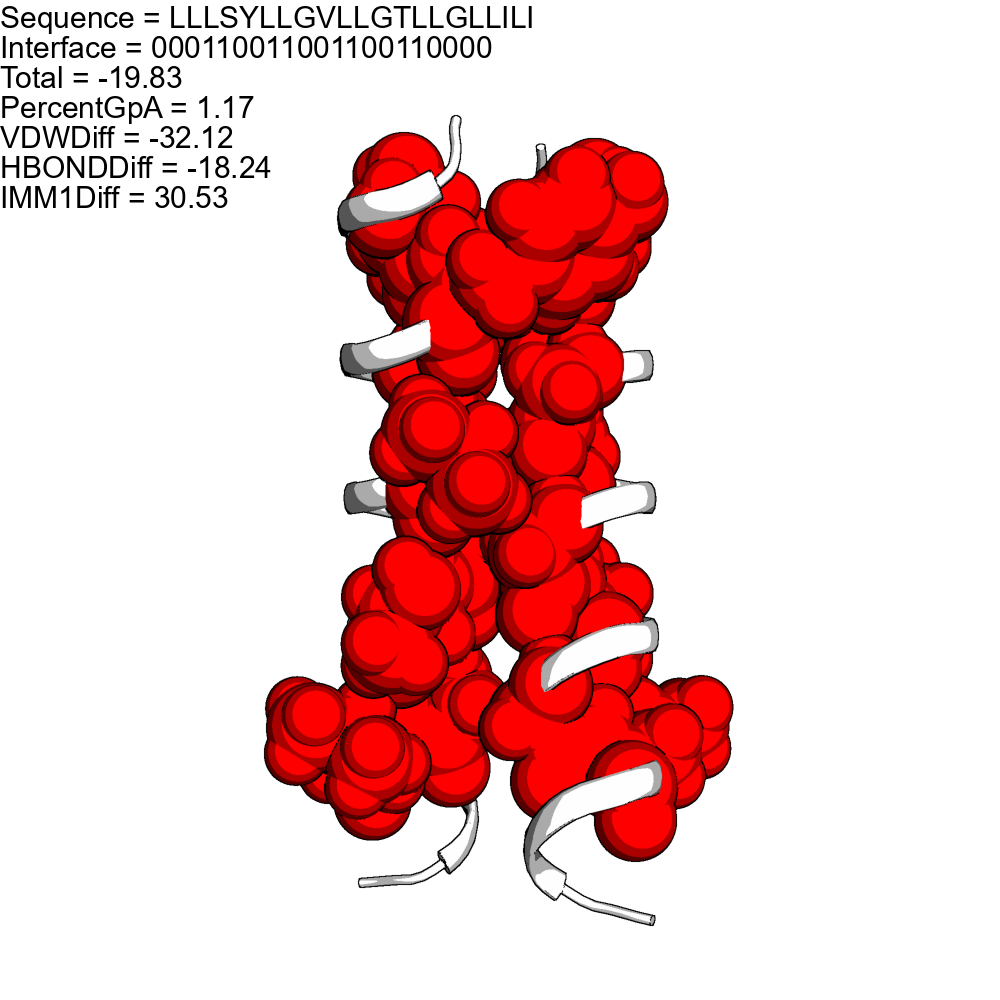 Sequence = LLLSYLLGVLLGTLLGLLILI
Interface = 000110011001100110000
Total = -19.83
PercentGpA = 1.17
VDWDiff = -32.12
HBONDDiff = -18.24
IMM1Diff = 30.53